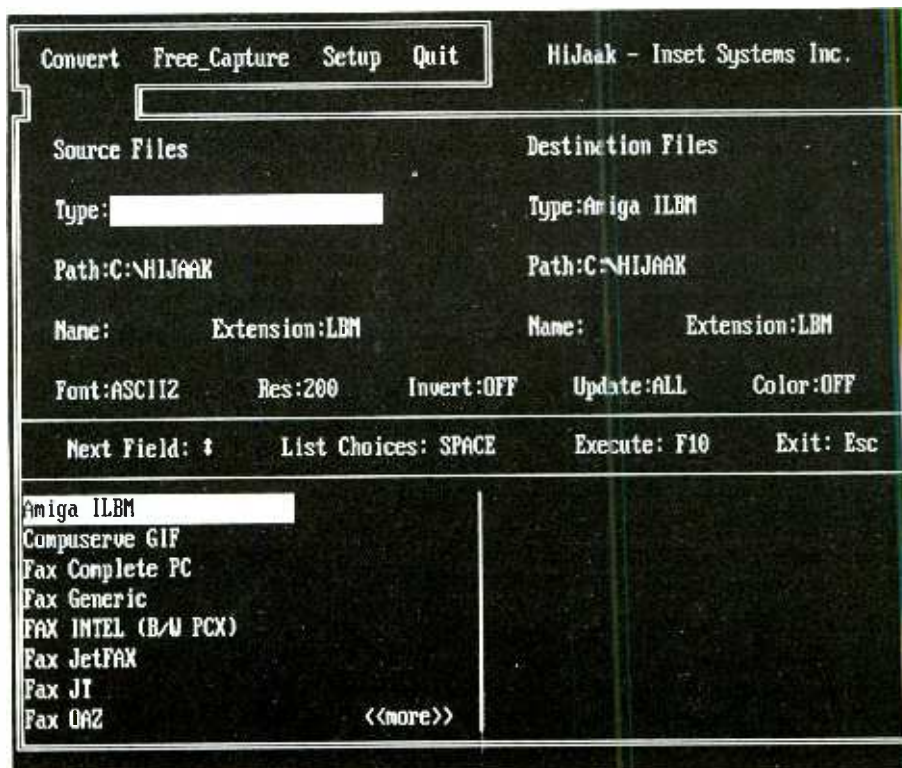 Convert Free_Capture Setup Quit HiJaak - Inset Systems Inc.
Source Files Destination Files
Type: Type:Amiga ILBM
Path:C:\HIJAAK Path:C:\HIJAAK
Name: Extension:LBM Name: Extension:LBM
Font:ASCII2 Res:200 Invert:OFF Update:ALL Color:OFF
Next Field: ↕ List Choices: SPACE Execute: F10 Exit: Esc
Amiga ILBM
Compuserve GIF
Fax Complete PC
Fax Generic
FAX INTEL (B/W PCX)
Fax JetFAX
Fax JT
Fax OAZ <<more>>